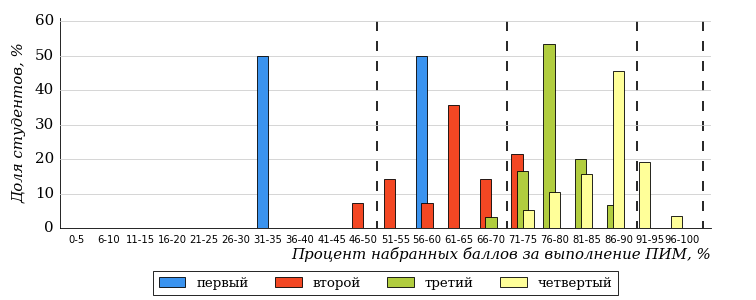 60
50
40
30
20
10
0
Доля студентов, %
0-5 6-10 11-15 16-20 21-25 26-30 31-35 36-40 41-45 46-50 51-55 56-60 61-65 66-70 71-75 76-80 81-85 86-90 91-95 96-100
Процент набранных баллов за выполнение ПИМ, %
первый второй третий четвертый